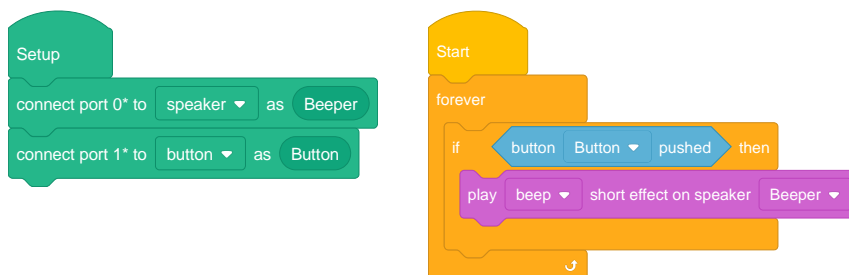 Setup
connect port 0* to speaker as Beeper
connect port 1* to button as Button
Start
forever
if button Button pushed then
play beep short effect on speaker Beeper